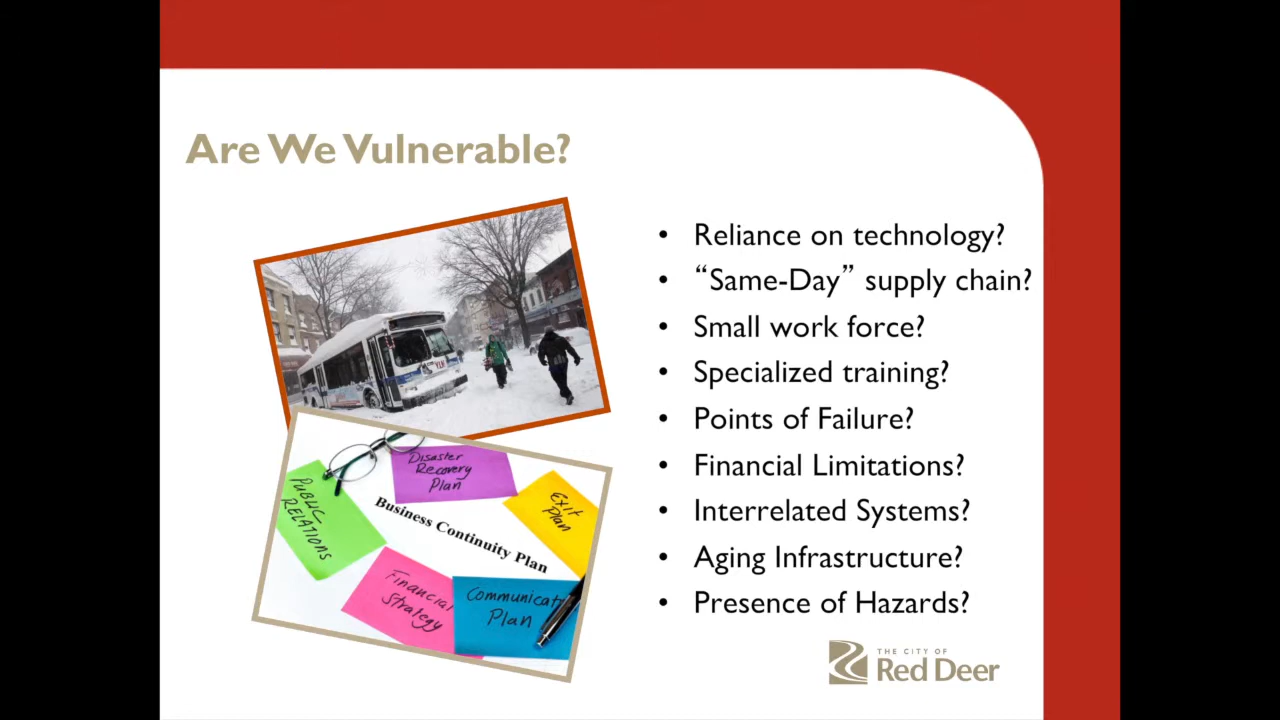 Are We Vulnerable?
• Reliance on technology?
• “Same-Day” supply chain?
• Small work force?
• Specialized training?
• Points of Failure?
• Financial Limitations?
• Interrelated Systems?
• Aging Infrastructure?
• Presence of Hazards?
Disaster
Recovery
Plan
Exit
Plan
PUBLIC
RELATIONS
Business Continuity Plan
Financial
Strategy
Communicat
Plan
THE CITY OF
Red Deer